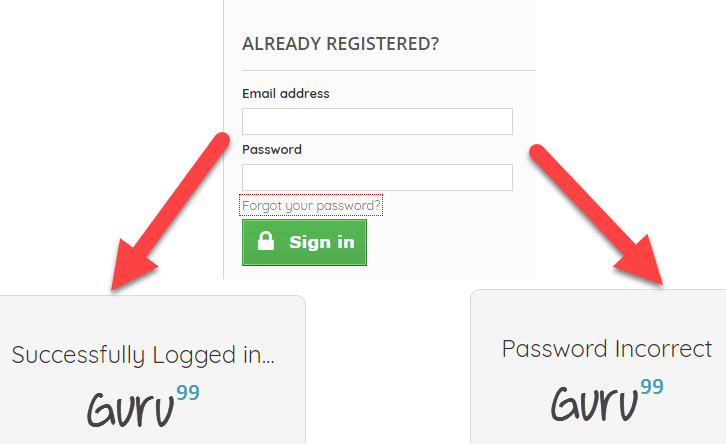 ALREADY REGISTERED?
Email address
Password
Forgot your password?
Sign in
Successfully Logged in...
Guru99
Password Incorrect
Guru99